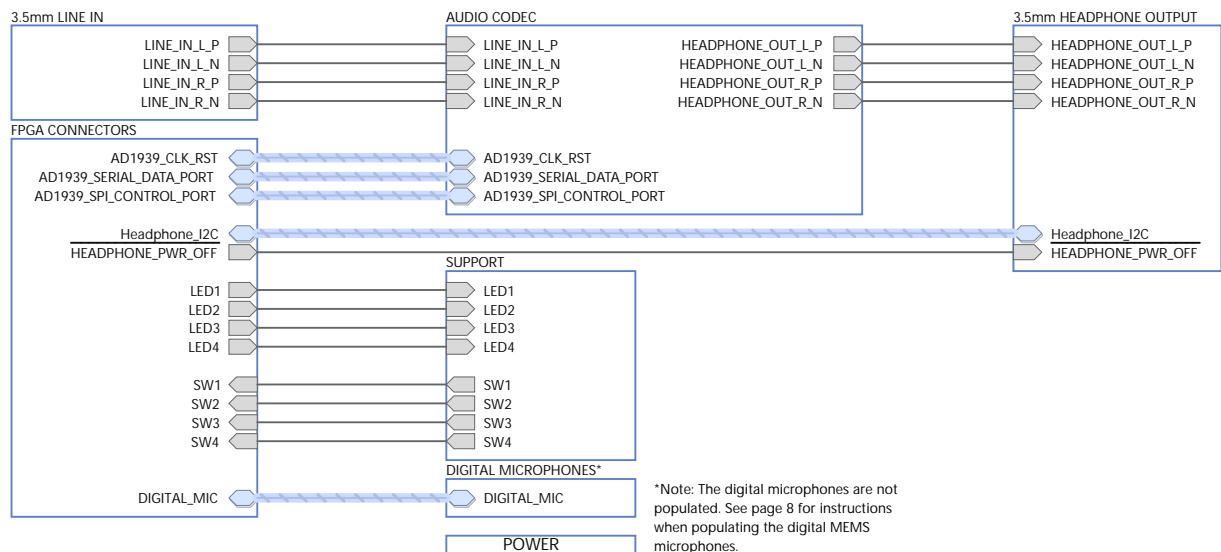 3.5mm LINE IN
LINE_IN_L_P
LINE_IN_L_N
LINE_IN_R_P
LINE_IN_R_N
AUDIO CODEC
LINE_IN_L_P
LINE_IN_L_N
LINE_IN_R_P
LINE_IN_R_N
HEADPHONE_OUT_L_P
HEADPHONE_OUT_L_N
HEADPHONE_OUT_R_P
HEADPHONE_OUT_R_N
AD1939_CLK_RST
AD1939_SERIAL_DATA_PORT
AD1939_SPI_CONTROL_PORT
3.5mm HEADPHONE OUTPUT
HEADPHONE_OUT_L_P
HEADPHONE_OUT_L_N
HEADPHONE_OUT_R_P
HEADPHONE_OUT_R_N
Headphone_I2C
HEADPHONE_PWR_OFF
FPGA CONNECTORS
AD1939_CLK_RST
AD1939_SERIAL_DATA_PORT
AD1939_SPI_CONTROL_PORT
Headphone_I2C
HEADPHONE_PWR_OFF
LED1
LED2
LED3
LED4
SW1
SW2
SW3
SW4
DIGITAL_MIC
SUPPORT
LED1
LED2
LED3
LED4
SW1
SW2
SW3
SW4
DIGITAL MICROPHONES*
DIGITAL_MIC
*Note: The digital microphones are not
populated. See page 8 for instructions
when populating the digital MEMS
microphones.
POWER